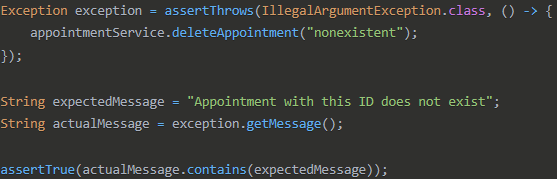 Exception exception = assertThrows(IllegalArgumentException.class, () -> {
    appointmentService.deleteAppointment("nonexistent");
});
String expectedMessage = "Appointment with this ID does not exist";
String actualMessage = exception.getMessage();
assertTrue(actualMessage.contains(expectedMessage));